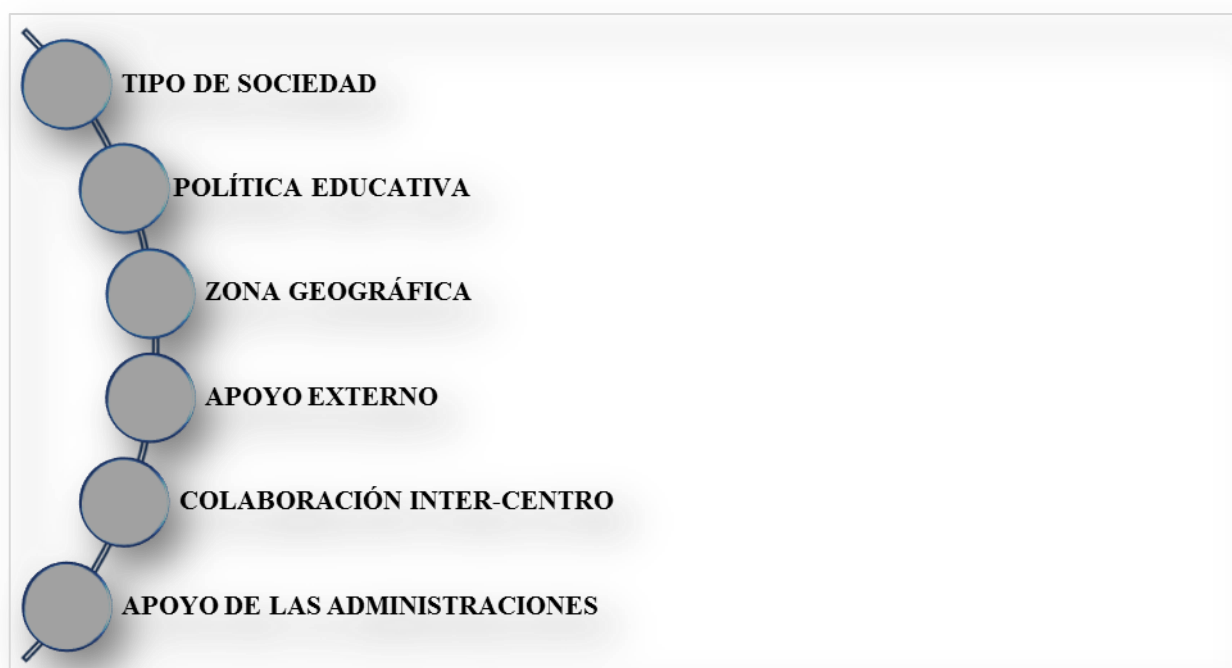 TIPO DE SOCIEDAD
POLÍTICA EDUCATIVA
ZONA GEOGRÁFICA
APOYO EXTERNO
COLABORACIÓN INTER-CENTRO
APOYO DE LAS ADMINISTRACIONES